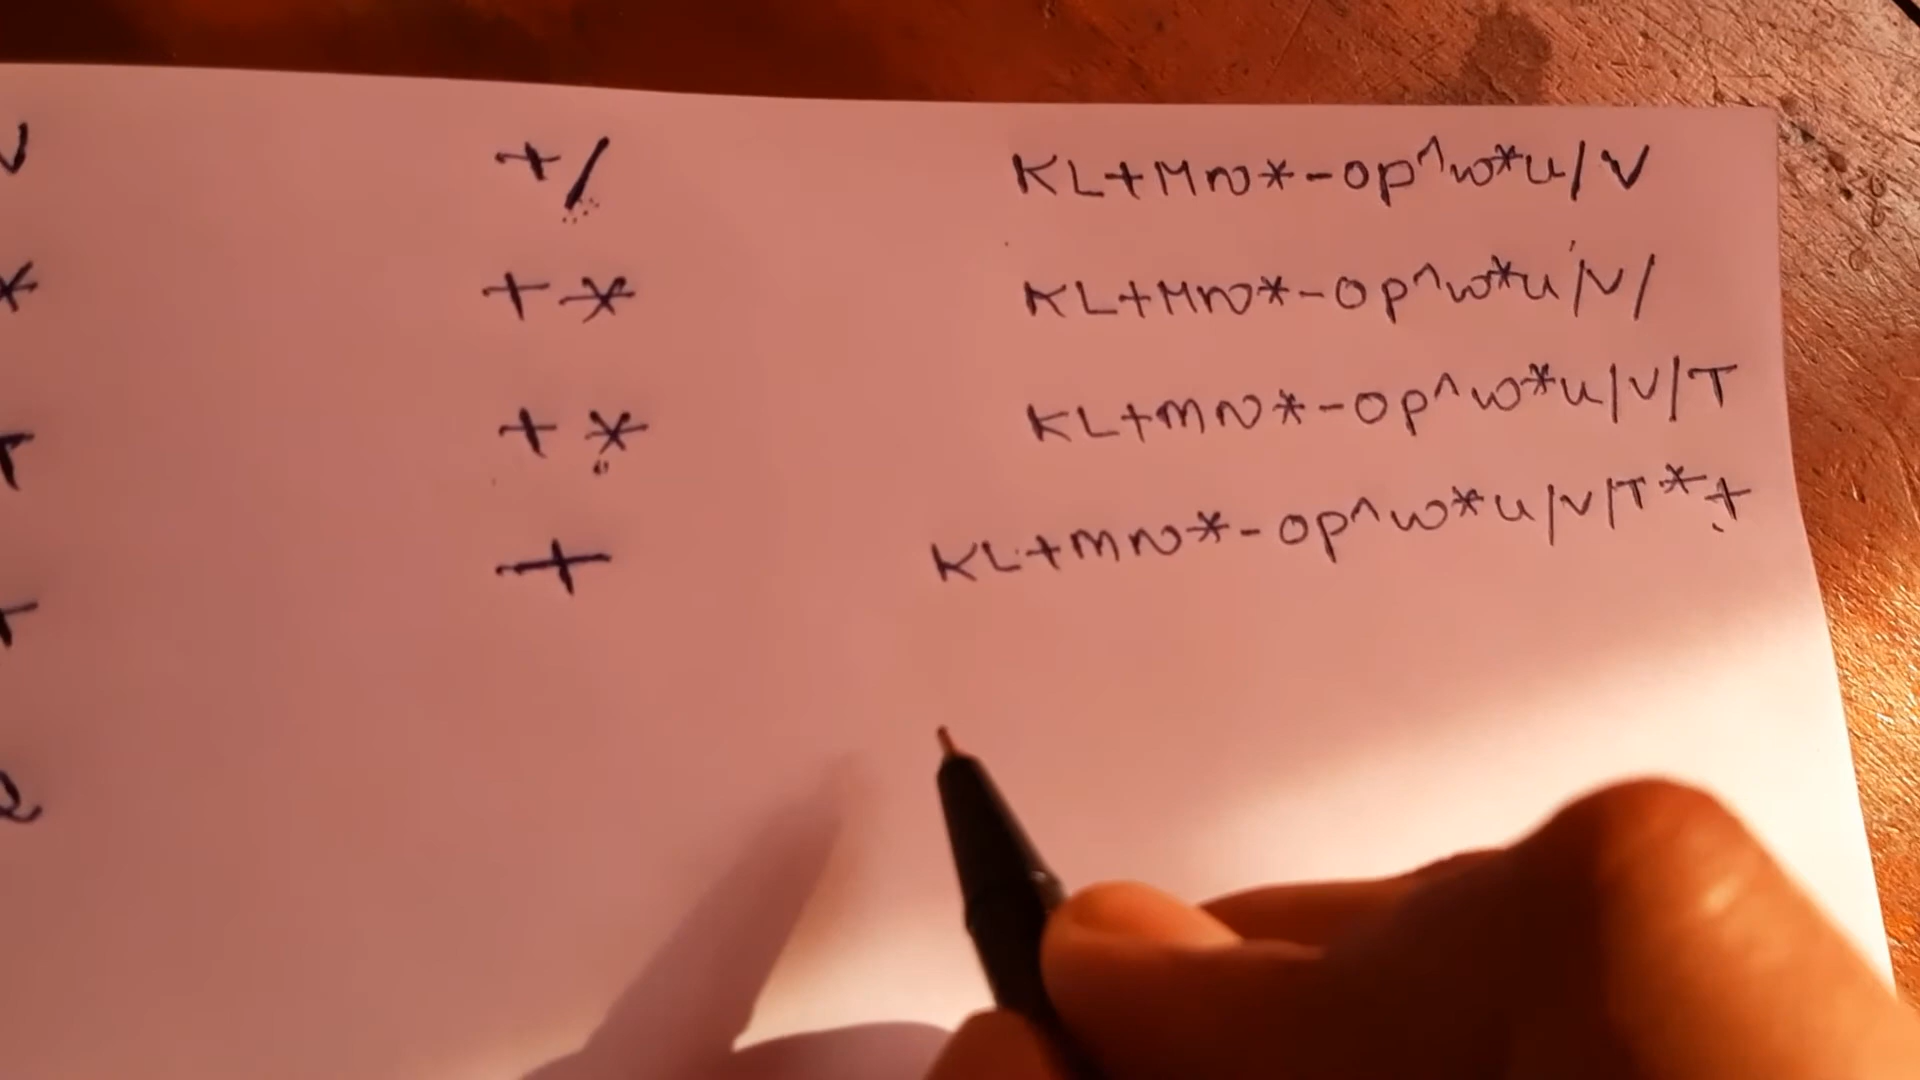 V +/ KL+MN*-OP^W*U/V
* +* KL+MN*-OP^W*U/V/
T +* KL+MN*-OP^W*U/V/T
+ + KL+MN*-OP^W*U/V/T*+
Q